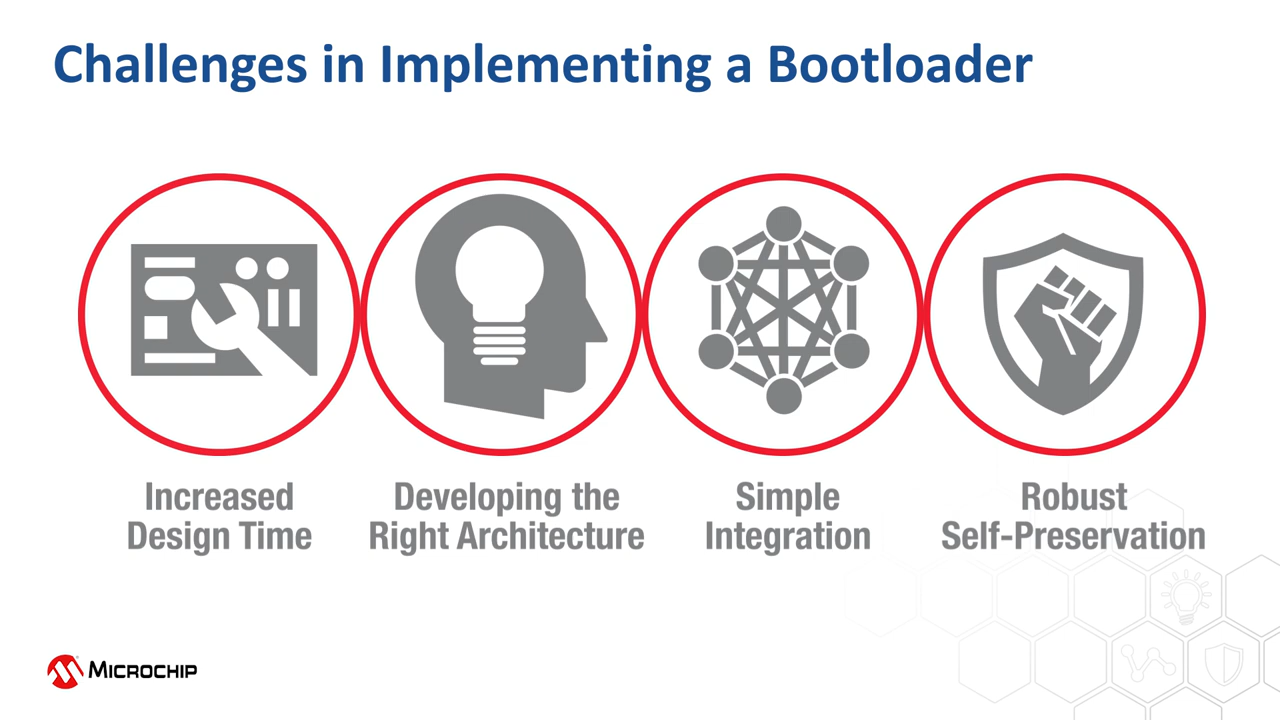 Challenges in Implementing a Bootloader
Increased
Design Time
Developing the
Right Architecture
Simple
Integration
Robust
Self-Preservation
MICROCHIP